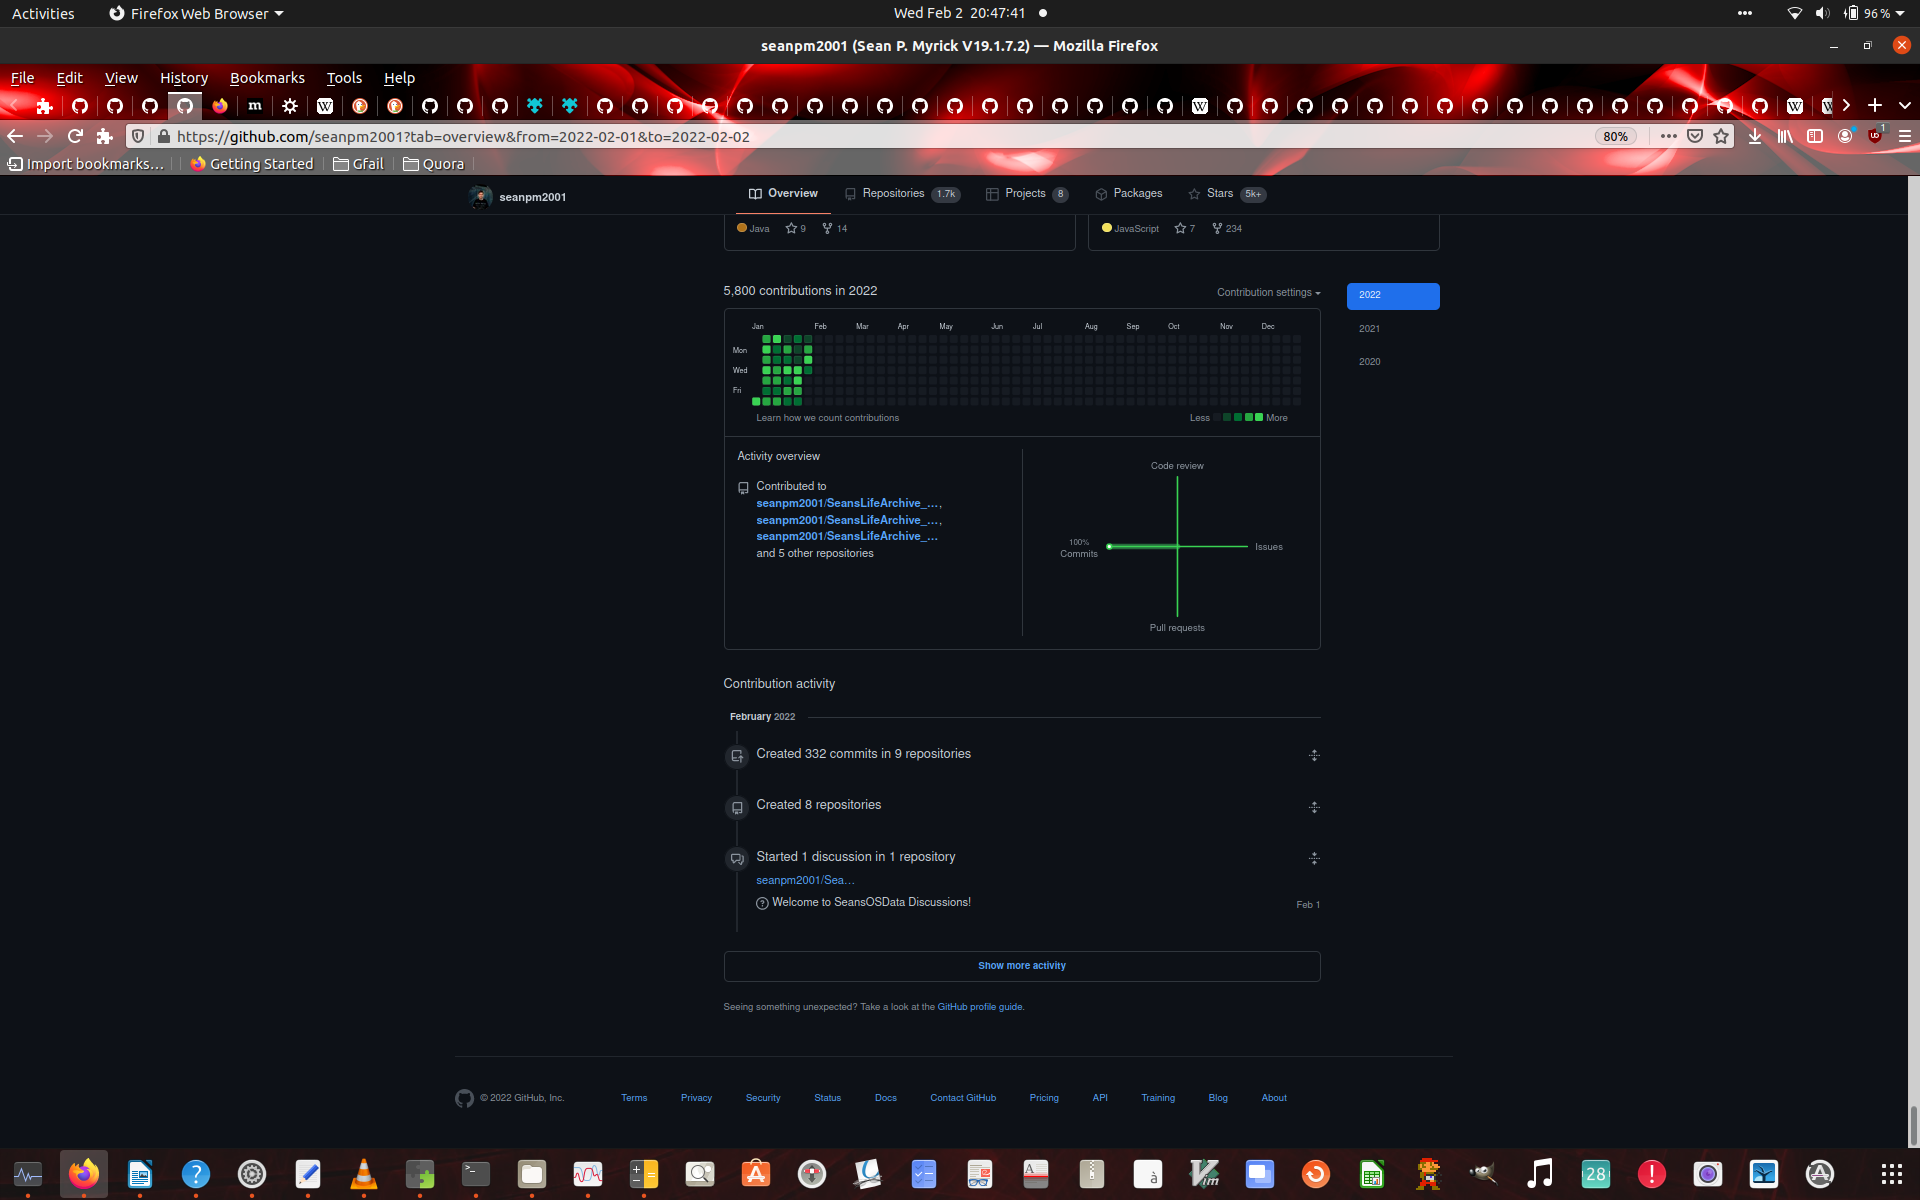 Activities
Firefox Web Browser
Wed Feb 2 20:47:41
96 %
seanpm2001 (Sean P. Myrick V19.1.7.2) — Mozilla Firefox
File Edit View History Bookmarks Tools Help
https://github.com/seanpm2001?tab=overview&from=2022-02-01&to=2022-02-02
80%
1
Import bookmarks…
Getting Started
Gfail
Quora
seanpm2001
Overview
Repositories 1.7k
Projects 8
Packages
Stars 5k+
Java 9 14
JavaScript 7 234
5,800 contributions in 2022
Contribution settings
2022
2021
2020
Jan Feb Mar Apr May Jun Jul Aug Sep Oct Nov Dec
Mon
Wed
Fri
Learn how we count contributions
Less
More
Activity overview
Contributed to
seanpm2001/SeansLifeArchive_…,
seanpm2001/SeansLifeArchive_…,
seanpm2001/SeansLifeArchive_…
and 5 other repositories
Code review
100%
Commits
Issues
Pull requests
Contribution activity
February 2022
Created 332 commits in 9 repositories
Created 8 repositories
Started 1 discussion in 1 repository
seanpm2001/Sea…
Welcome to SeansOSData Discussions!
Feb 1
Show more activity
Seeing something unexpected? Take a look at the GitHub profile guide.
© 2022 GitHub, Inc.
Terms
Privacy
Security
Status
Docs
Contact GitHub
Pricing
API
Training
Blog
About
28